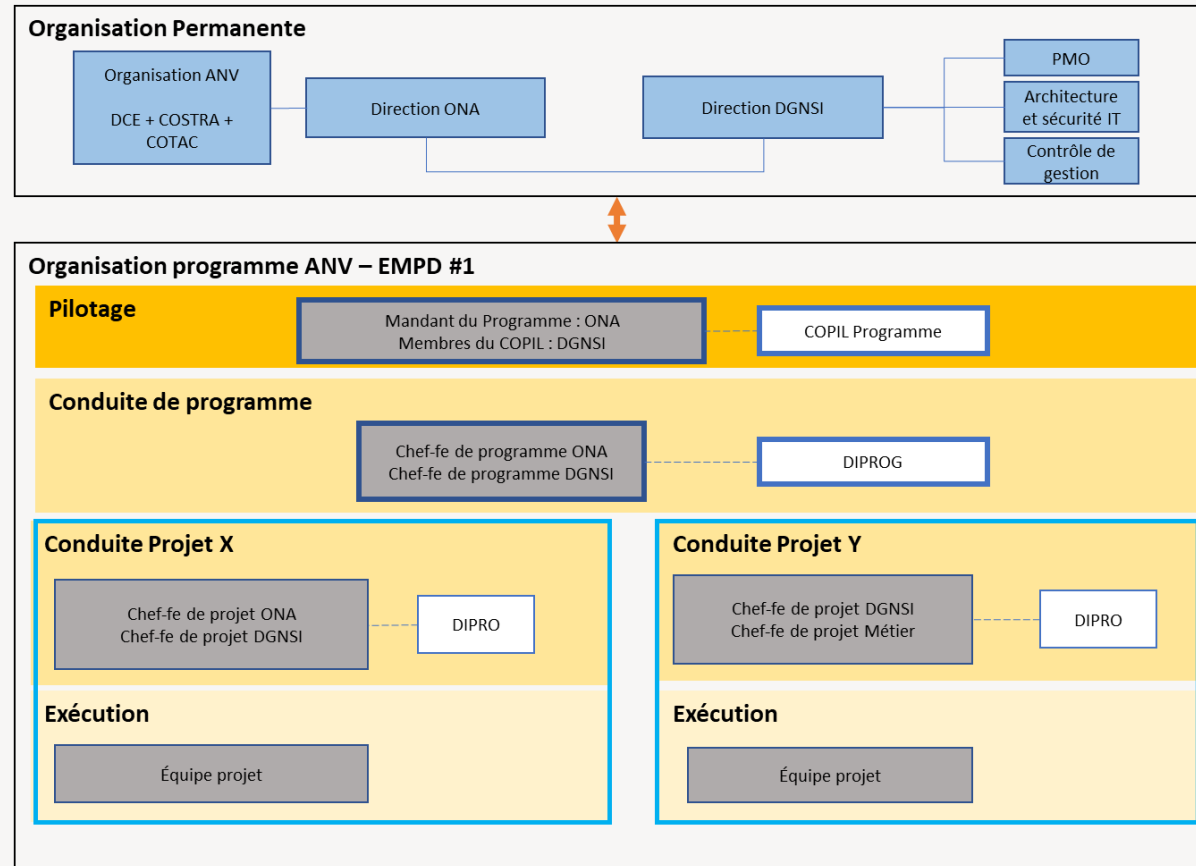 Organisation Permanente
Organisation ANV
DCE + COSTRA +
COTAC
Direction ONA
Direction DGNSI
PMO
Architecture
et sécurité IT
Contrôle de
gestion
Organisation programme ANV – EMPD #1
Pilotage
Mandant du Programme : ONA
Membres du COPIL : DGNSI
COPIL Programme
Conduite de programme
Chef-fe de programme ONA
Chef-fe de programme DGNSI
DIPROG
Conduite Projet X
Chef-fe de projet ONA
Chef-fe de projet DGNSI
DIPRO
Exécution
Équipe projet
Conduite Projet Y
Chef-fe de projet DGNSI
Chef-fe de projet Métier
DIPRO
Exécution
Équipe projet